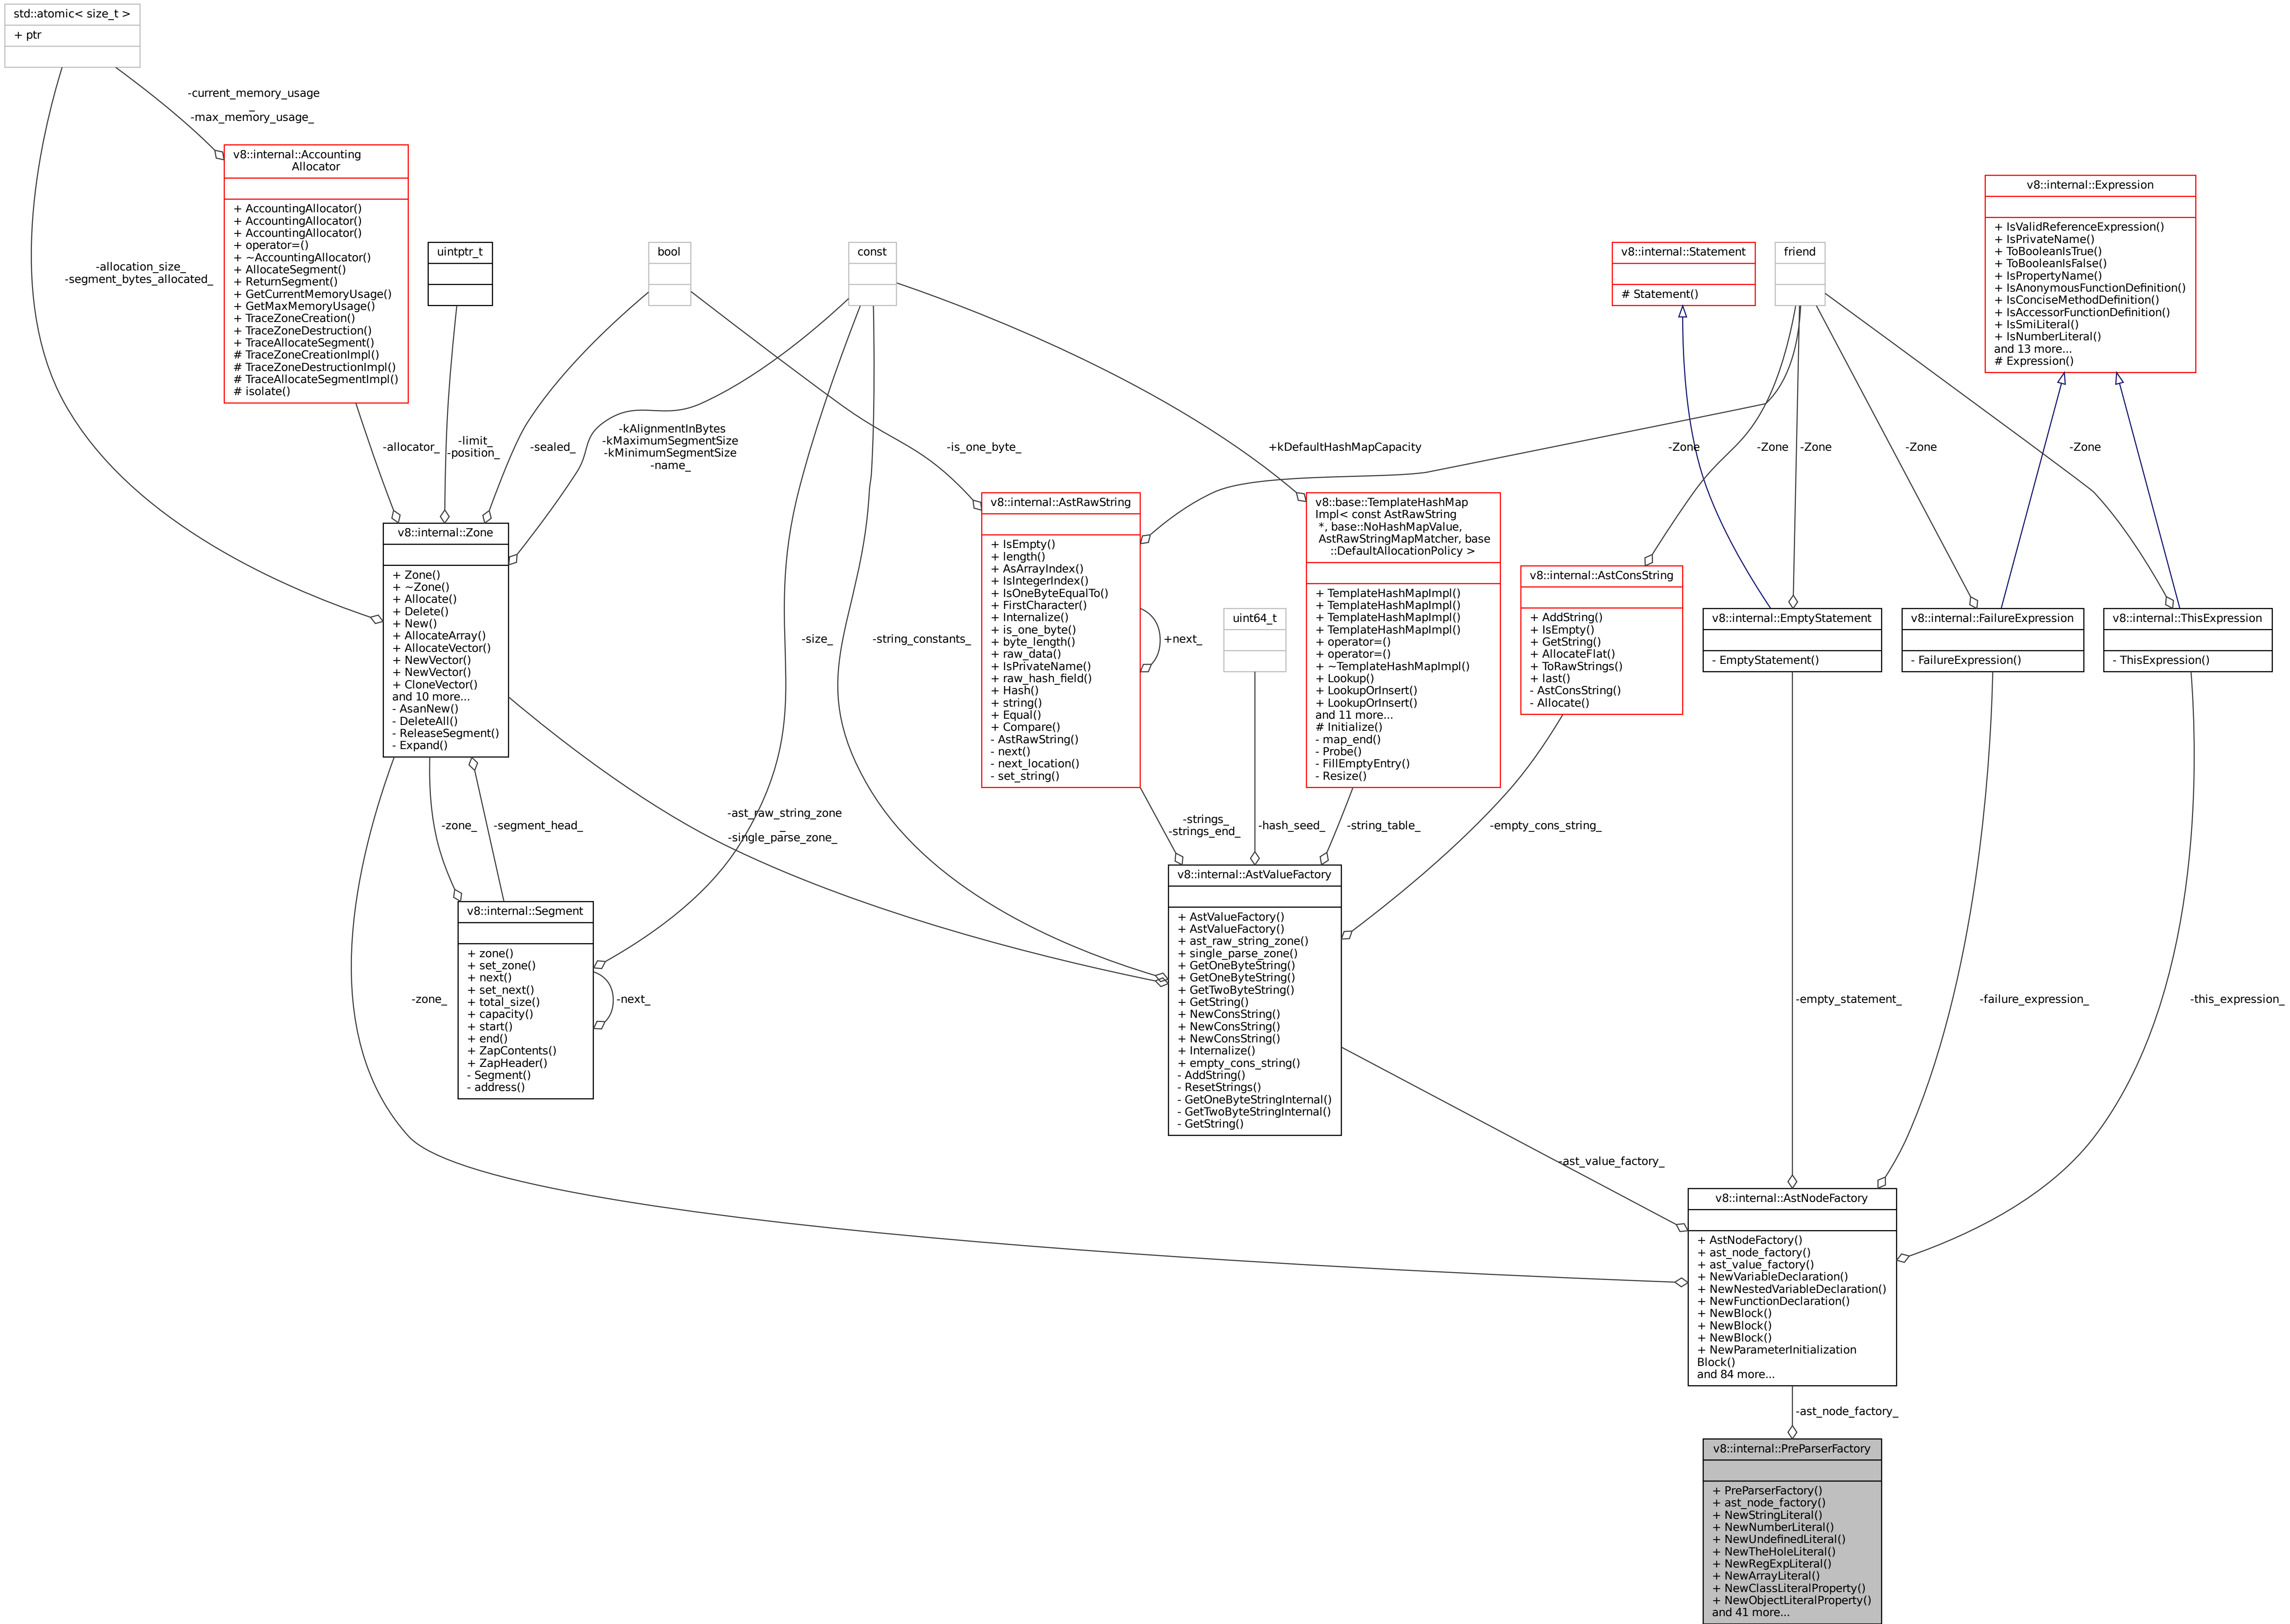 std::atomic< size_t >
+ ptr
-current_memory_usage
_
-max_memory_usage_
v8::internal::Accounting
Allocator
+ AccountingAllocator()
+ AccountingAllocator()
+ AccountingAllocator()
+ operator=()
+ ~AccountingAllocator()
+ AllocateSegment()
+ ReturnSegment()
+ GetCurrentMemoryUsage()
+ GetMaxMemoryUsage()
+ TraceZoneCreation()
+ TraceZoneDestruction()
+ TraceAllocateSegment()
# TraceZoneCreationImpl()
# TraceZoneDestructionImpl()
# TraceAllocateSegmentImpl()
# isolate()
-allocation_size_
-segment_bytes_allocated_
uintptr_t
bool
const
v8::internal::Statement
# Statement()
friend
v8::internal::Expression
+ IsValidReferenceExpression()
+ IsPrivateName()
+ ToBooleanIsTrue()
+ ToBooleanIsFalse()
+ IsPropertyName()
+ IsAnonymousFunctionDefinition()
+ IsConciseMethodDefinition()
+ IsAccessorFunctionDefinition()
+ IsSmiLiteral()
+ IsNumberLiteral()
and 13 more...
# Expression()
-allocator_
-limit_
-position_
-sealed_
-kAlignmentInBytes
-kMaximumSegmentSize
-kMinimumSegmentSize
-name_
-is_one_byte_
+kDefaultHashMapCapacity
-Zone
-Zone
-Zone
-Zone
-Zone
v8::internal::Zone
+ Zone()
+ ~Zone()
+ Allocate()
+ Delete()
+ New()
+ AllocateArray()
+ AllocateVector()
+ NewVector()
+ NewVector()
+ CloneVector()
and 10 more...
- AsanNew()
- DeleteAll()
- ReleaseSegment()
- Expand()
-size_
-string_constants_
v8::internal::AstRawString
+ IsEmpty()
+ length()
+ AsArrayIndex()
+ IsIntegerIndex()
+ IsOneByteEqualTo()
+ FirstCharacter()
+ Internalize()
+ is_one_byte()
+ byte_length()
+ raw_data()
+ IsPrivateName()
+ raw_hash_field()
+ Hash()
+ string()
+ Equal()
+ Compare()
- AstRawString()
- next()
- next_location()
- set_string()
+next_
uint64_t
v8::base::TemplateHashMap
Impl< const AstRawString
*, base::NoHashMapValue,
AstRawStringMapMatcher, base
::DefaultAllocationPolicy >
+ TemplateHashMapImpl()
+ TemplateHashMapImpl()
+ TemplateHashMapImpl()
+ TemplateHashMapImpl()
+ operator=()
+ operator=()
+ ~TemplateHashMapImpl()
+ Lookup()
+ LookupOrInsert()
+ LookupOrInsert()
and 11 more...
# Initialize()
- map_end()
- Probe()
- FillEmptyEntry()
- Resize()
v8::internal::AstConsString
+ AddString()
+ IsEmpty()
+ GetString()
+ AllocateFlat()
+ ToRawStrings()
+ last()
- AstConsString()
- Allocate()
v8::internal::EmptyStatement
- EmptyStatement()
v8::internal::FailureExpression
- FailureExpression()
v8::internal::ThisExpression
- ThisExpression()
-zone_
-segment_head_
-ast_raw_string_zone
_
-single_parse_zone_
-strings_
-strings_end_
-hash_seed_
-string_table_
-empty_cons_string_
v8::internal::Segment
+ zone()
+ set_zone()
+ next()
+ set_next()
+ total_size()
+ capacity()
+ start()
+ end()
+ ZapContents()
+ ZapHeader()
- Segment()
- address()
-zone_
-next_
v8::internal::AstValueFactory
+ AstValueFactory()
+ AstValueFactory()
+ ast_raw_string_zone()
+ single_parse_zone()
+ GetOneByteString()
+ GetOneByteString()
+ GetTwoByteString()
+ GetString()
+ NewConsString()
+ NewConsString()
+ NewConsString()
+ Internalize()
+ empty_cons_string()
- AddString()
- ResetStrings()
- GetOneByteStringInternal()
- GetTwoByteStringInternal()
- GetString()
-empty_statement_
-failure_expression_
-this_expression_
-ast_value_factory_
v8::internal::AstNodeFactory
+ AstNodeFactory()
+ ast_node_factory()
+ ast_value_factory()
+ NewVariableDeclaration()
+ NewNestedVariableDeclaration()
+ NewFunctionDeclaration()
+ NewBlock()
+ NewBlock()
+ NewBlock()
+ NewParameterInitialization
Block()
and 84 more...
-ast_node_factory_
v8::internal::PreParserFactory
+ PreParserFactory()
+ ast_node_factory()
+ NewStringLiteral()
+ NewNumberLiteral()
+ NewUndefinedLiteral()
+ NewTheHoleLiteral()
+ NewRegExpLiteral()
+ NewArrayLiteral()
+ NewClassLiteralProperty()
+ NewObjectLiteralProperty()
and 41 more...